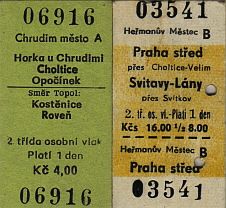 06916
Chrudim město A
Horka u Chrudimi
Choltice
Opočínek
Směr Topol:
Kostěnice
Roveň
2. třída osobní vlak
Platí 1 den
Kčs 4,00
06916
03541
Heřmanův Městec B
Praha střed
přes Choltice-Velim
Svitavy-Lány
přes Svitkov
2. tř. os. vl.-Platí 1 den
Kčs 16.00 ½ 8.00
Heřmanův Městec B
Praha střed
03541